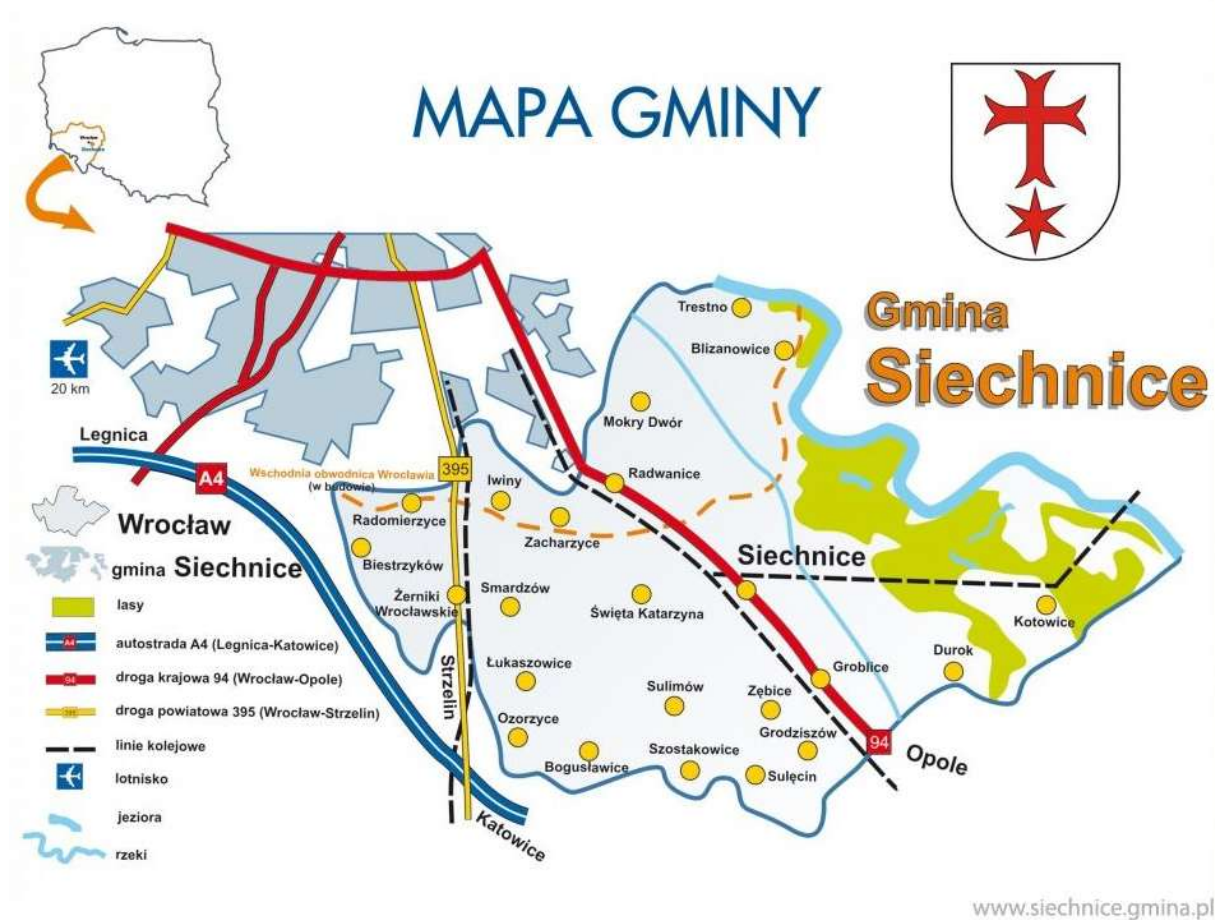 MAPA GMINY
Gmina
Siechnice
20 km
Legnica
A4
Wschodnia obwodnica Wrocławia
(w budowie)
395
Trestno
Blizanowice
Mokry Dwór
Radwanice
Iwiny
Radomierzyce
Zacharzyce
Biestrzyków
Żerniki
Wrocławskie
Smardzów
Święta Katarzyna
Siechnice
Kotowice
Durok
Groblice
Łukaszowice
Strzelin
Sulimów
Zębice
Grodziszów
Ozorzyce
Bogusławice
Szostakowice
Sulęcin
94
Opole
Katowice
Wrocław
gmina Siechnice
lasy
A4 autostrada A4 (Legnica-Katowice)
94 droga krajowa 94 (Wrocław-Opole)
395 droga powiatowa 395 (Wrocław-Strzelin)
linie kolejowe
lotnisko
jeziora
rzeki
www.siechnice.gmina.pl